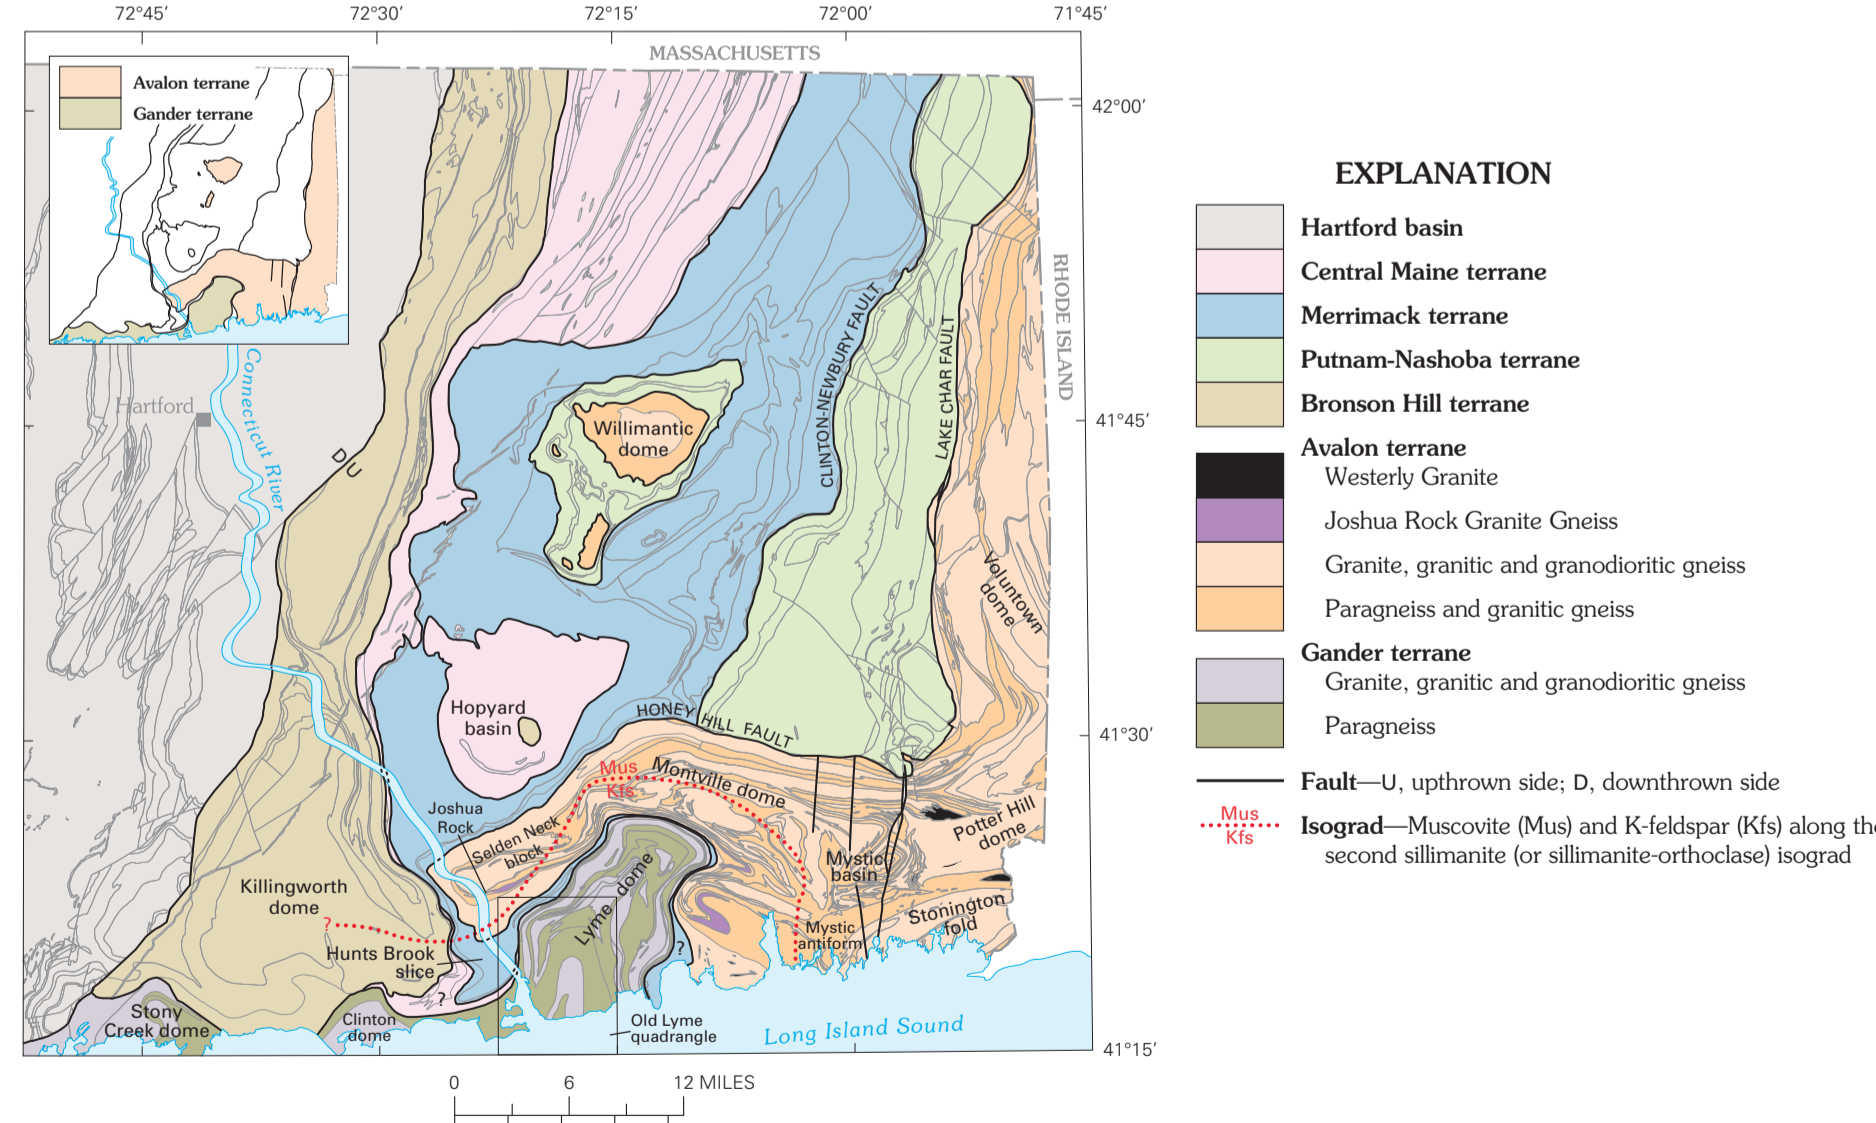 72°45′
72°30′
72°15′
72°00′
71°45′
MASSACHUSETTS
Avalon terrane
Gander terrane
42°00′
RHODE ISLAND
Connecticut River
Hartford
D U
CLINTON-NEWBURY FAULT
LAKE CHAR FAULT
41°45′
Willimantic
dome
Voluntown
dome
Hopyard
basin
HONEY HILL FAULT
41°30′
Mus
Kfs
Montville dome
Joshua
Rock
Selden Neck
block
Potter Hill
dome
Mystic
basin
Killingworth
dome
?
Lyme dome
Stonington
fold
Mystic
antiform
Hunts Brook
slice
?
?
Stony
Creek dome
Clinton
dome
Old Lyme
quadrangle
Long Island Sound
41°15′
0 6 12 MILES
EXPLANATION
Hartford basin
Central Maine terrane
Merrimack terrane
Putnam-Nashoba terrane
Bronson Hill terrane
Avalon terrane
Westerly Granite
Joshua Rock Granite Gneiss
Granite, granitic and granodioritic gneiss
Paragneiss and granitic gneiss
Gander terrane
Granite, granitic and granodioritic gneiss
Paragneiss
Fault—U, upthrown side; D, downthrown side
Mus
Kfs
Isograd—Muscovite (Mus) and K-feldspar (Kfs) along the
second sillimanite (or sillimanite-orthoclase) isograd